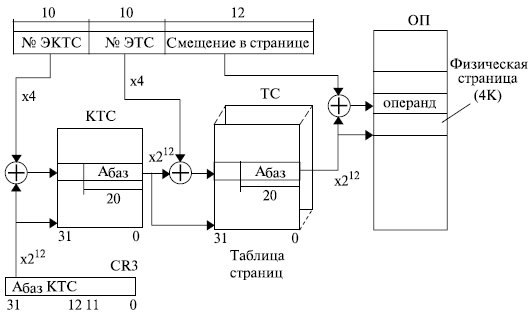 10 10 12
№ ЭКТС № ЭТС Смещение в странице
ОП
Физическая
страница
(4K)
x4 x4
КТС ТС
операнд
Абаз x2¹² Абаз
20 20
x2¹²
31 0 31 0
Таблица
страниц
x2¹²
CR3
Абаз КТС
31 12 11 0